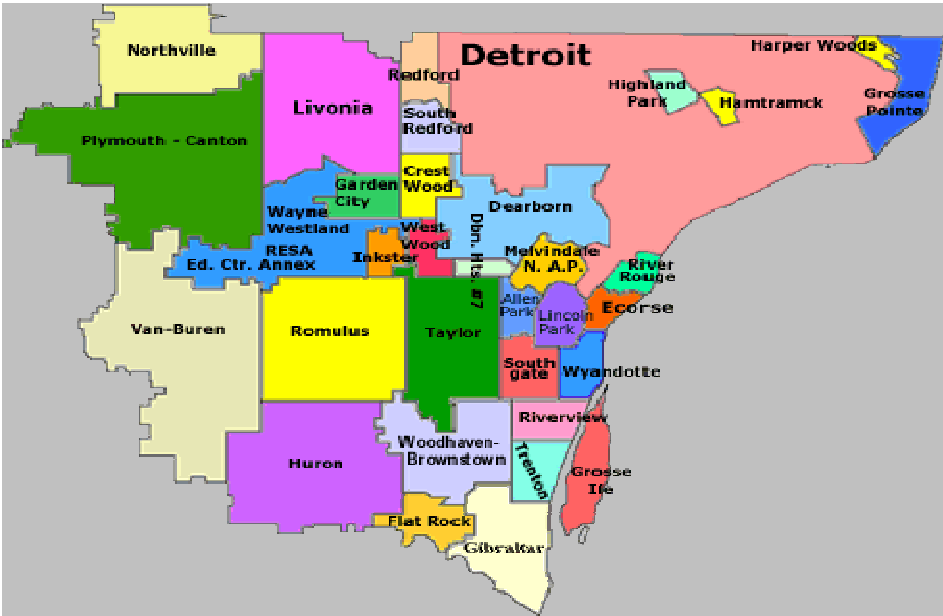 Northville
Harper Woods
Detroit
Redford
Highland
Park
Grosse
Pointe
Hamtramck
Livonia
South
Redford
Plymouth - Canton
Crest
Wood
Garden
City
Dearborn
Wayne
Westland
West
Wood
Dbn. Hts. #7
RESA
Ed. Ctr. Annex
Inkster
Melvindale
N. A.P.
River
Rouge
Allen
Park
Lincoln
Park
Ecorse
Van-Buren
Romulus
Taylor
South
gate
Wyandotte
Riverview
Woodhaven-
Brownstown
Huron
Trenton
Grosse
Ile
Flat Rock
Gibraltar